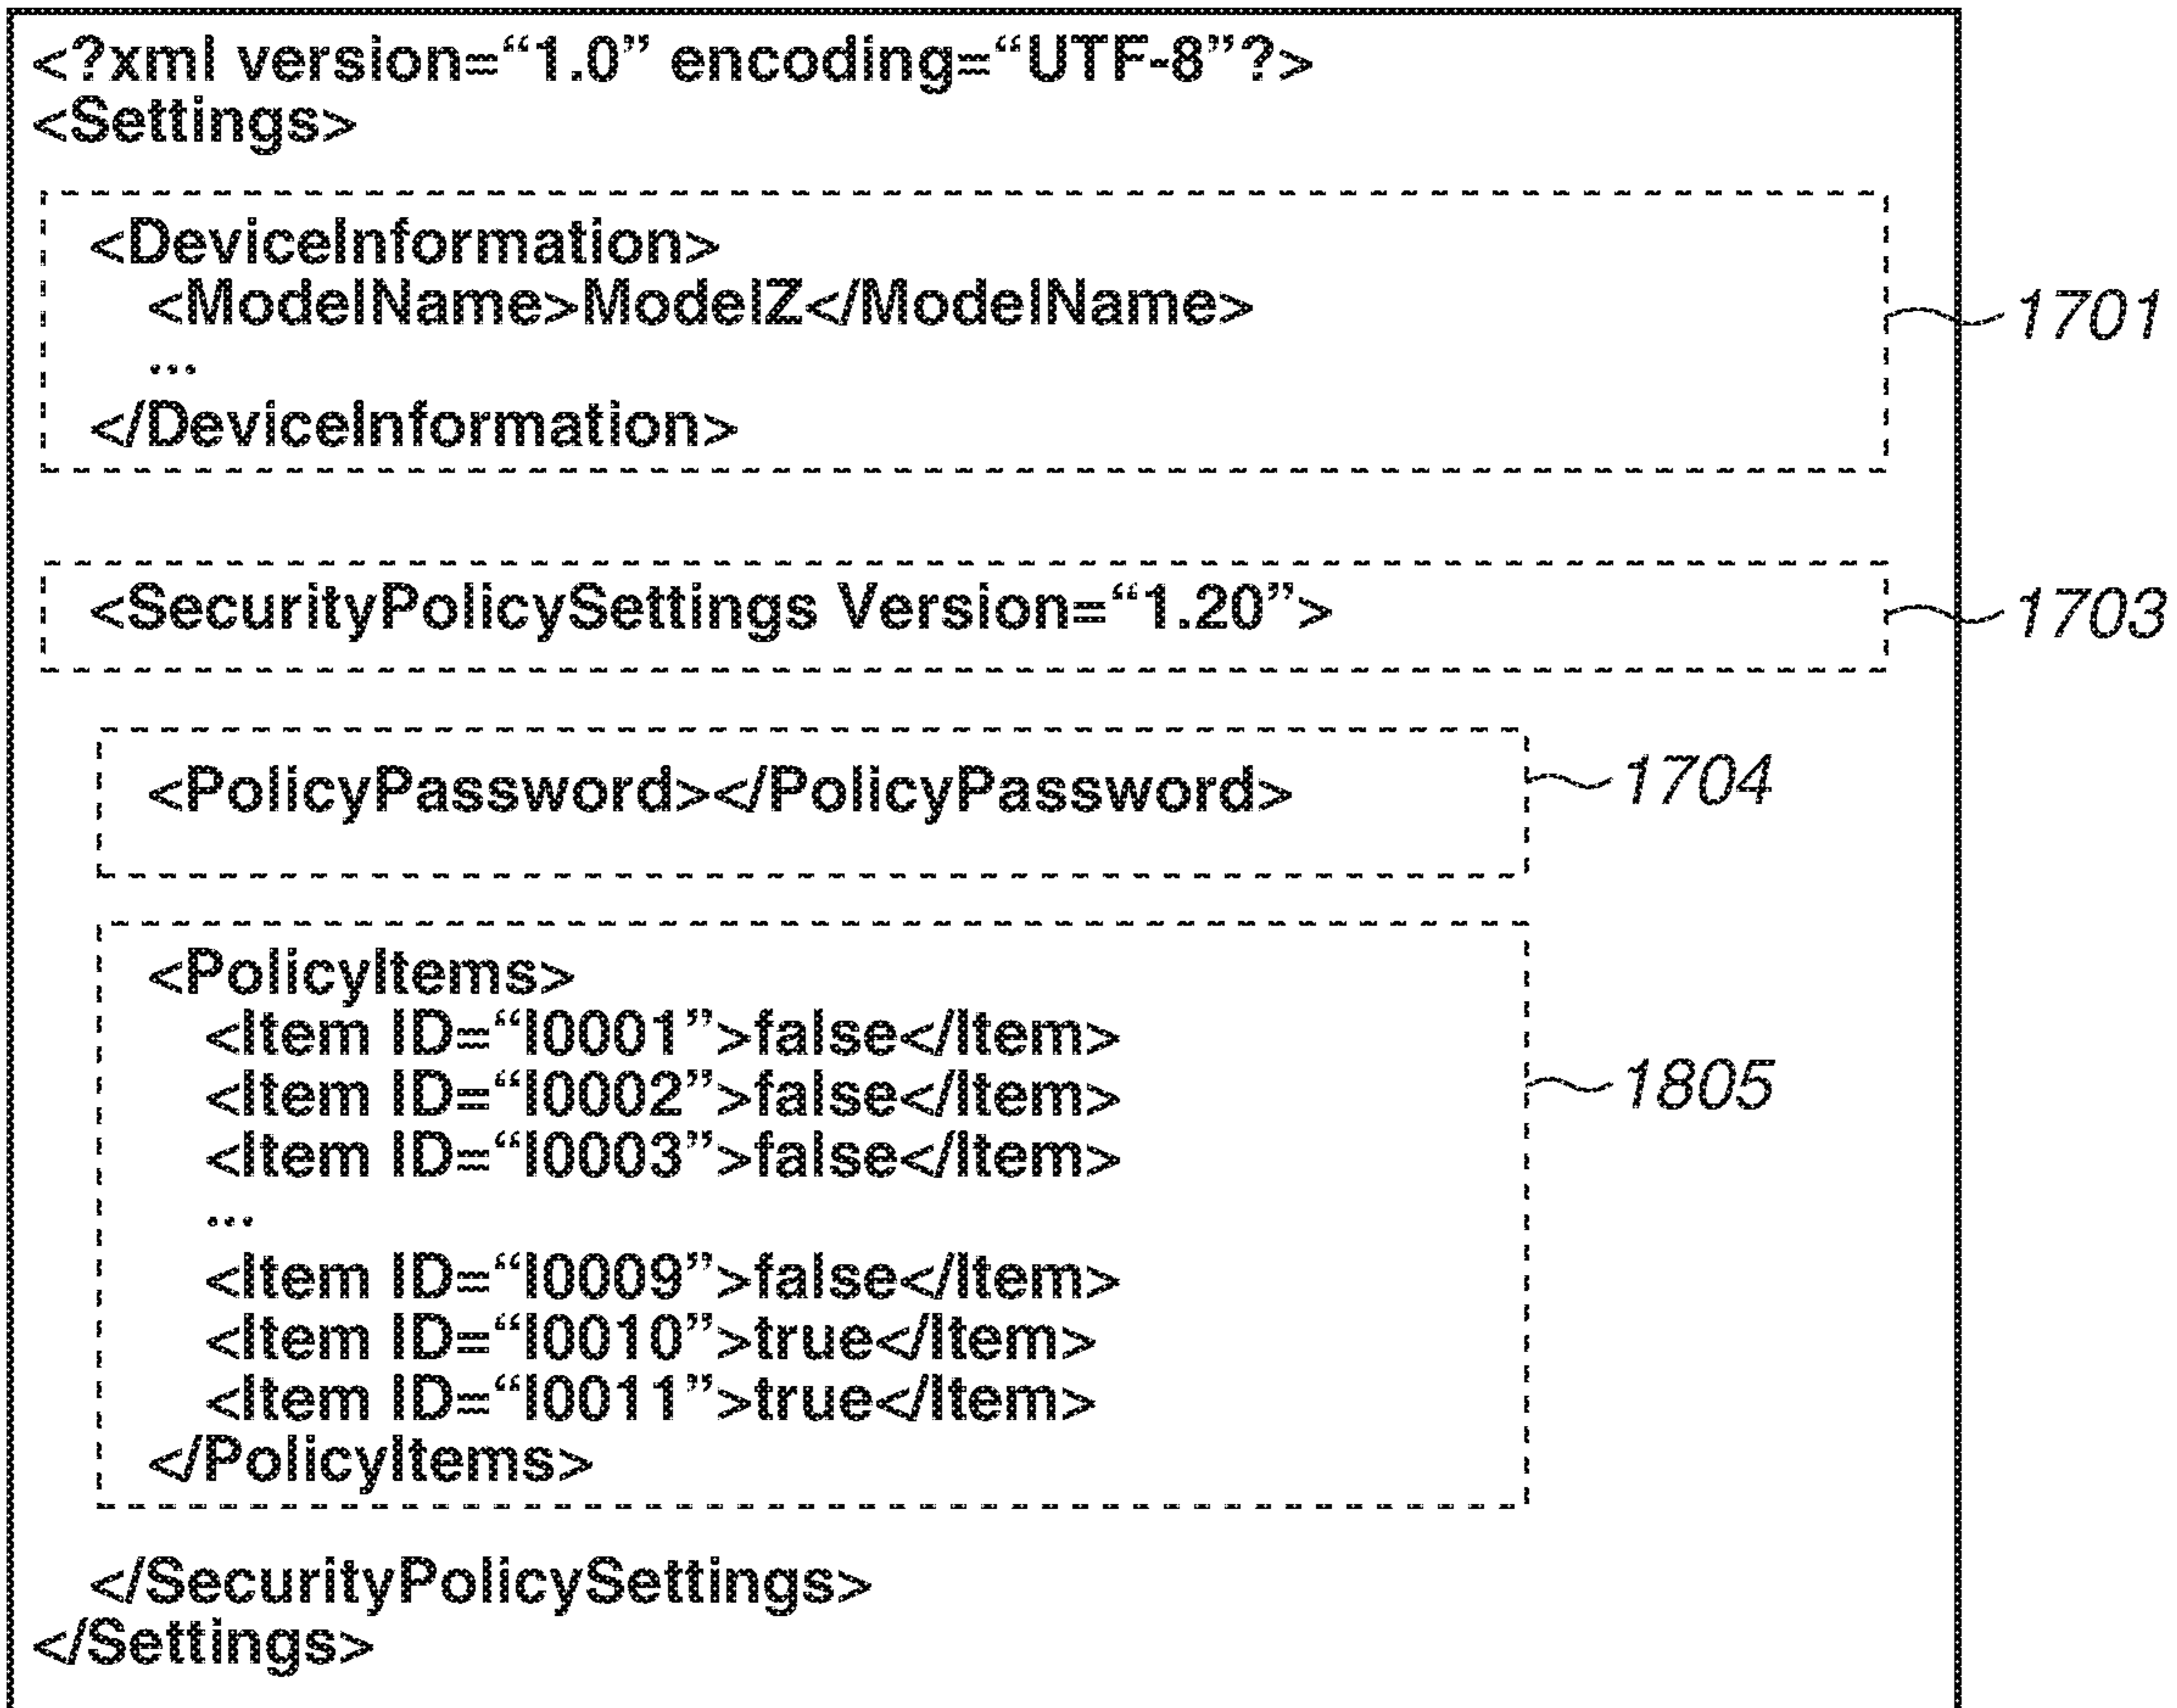 <?xml version=“1.0” encoding=“UTF-8”?>
<Settings>
<DeviceInformation>
<ModelName>ModelZ</ModelName>
...
</DeviceInformation>
1701
<SecurityPolicySettings Version=“1.20”>
1703
<PolicyPassword></PolicyPassword>
1704
<PolicyItems>
<Item ID=“I0001”>false</Item>
<Item ID=“I0002”>false</Item>
<Item ID=“I0003”>false</Item>
...
<Item ID=“I0009”>false</Item>
<Item ID=“I0010”>true</Item>
<Item ID=“I0011”>true</Item>
</PolicyItems>
1805
</SecurityPolicySettings>
</Settings>